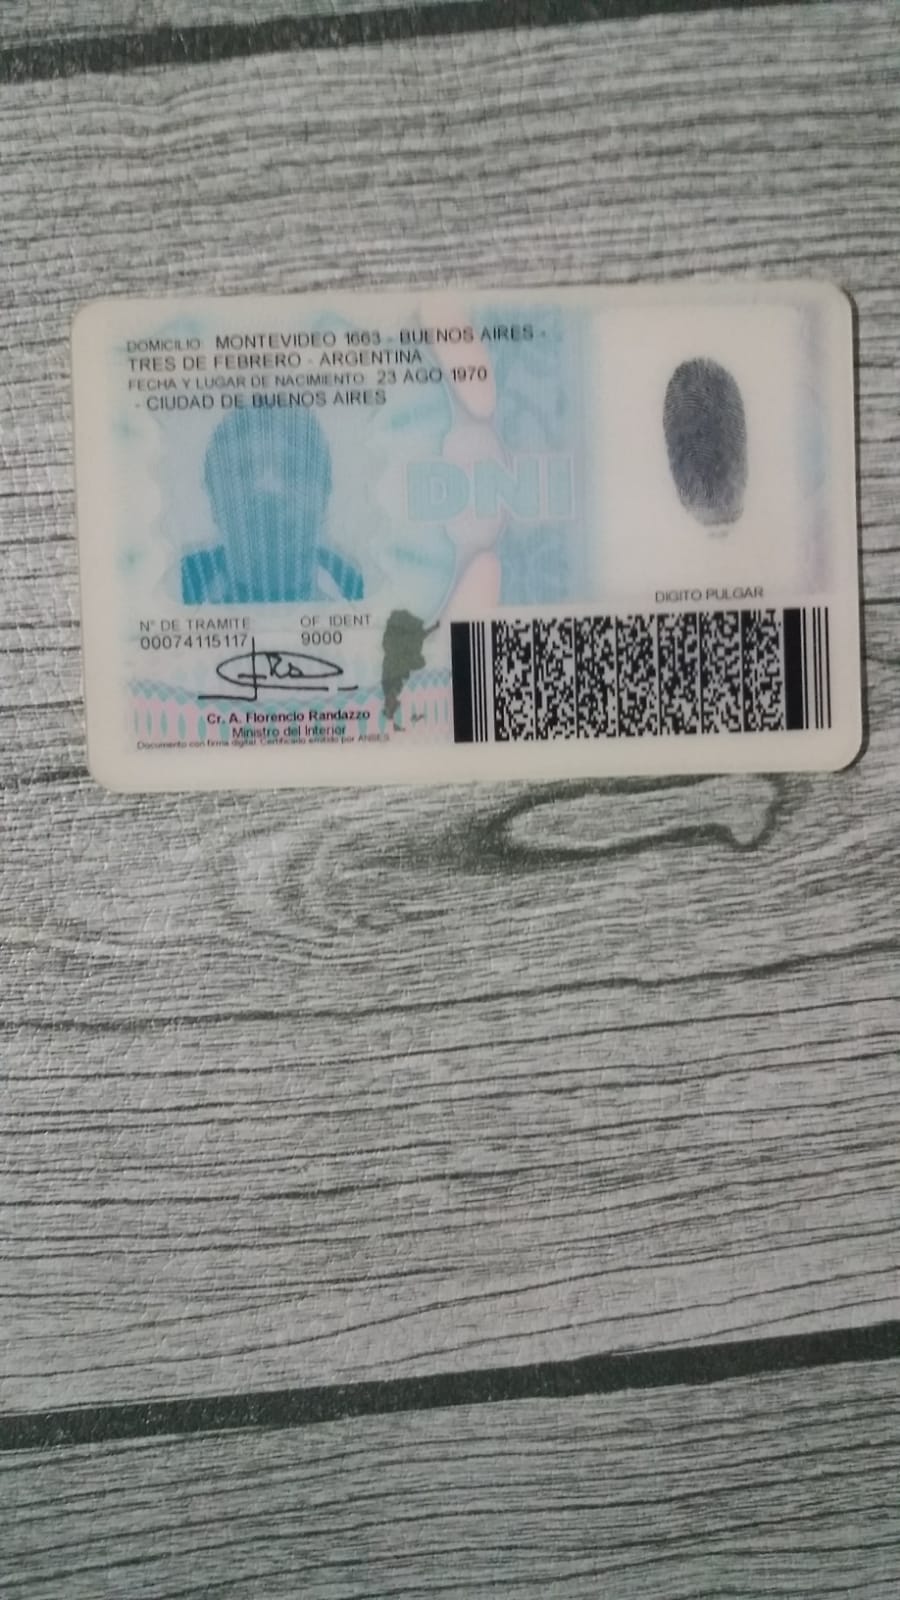 DOMICILIO MONTEVIDEO 1663 - BUENOS AIRES -
TRES DE FEBRERO - ARGENTINA
FECHA Y LUGAR DE NACIMIENTO 23 AGO 1970
- CIUDAD DE BUENOS AIRES
DNI
DIGITO PULGAR
N° DE TRAMITE OF IDENT
00074115117 9000
Cr. A. Florencio Randazzo
Ministro del Interior
Documento con firma digital. Certificado emitido por ANSES